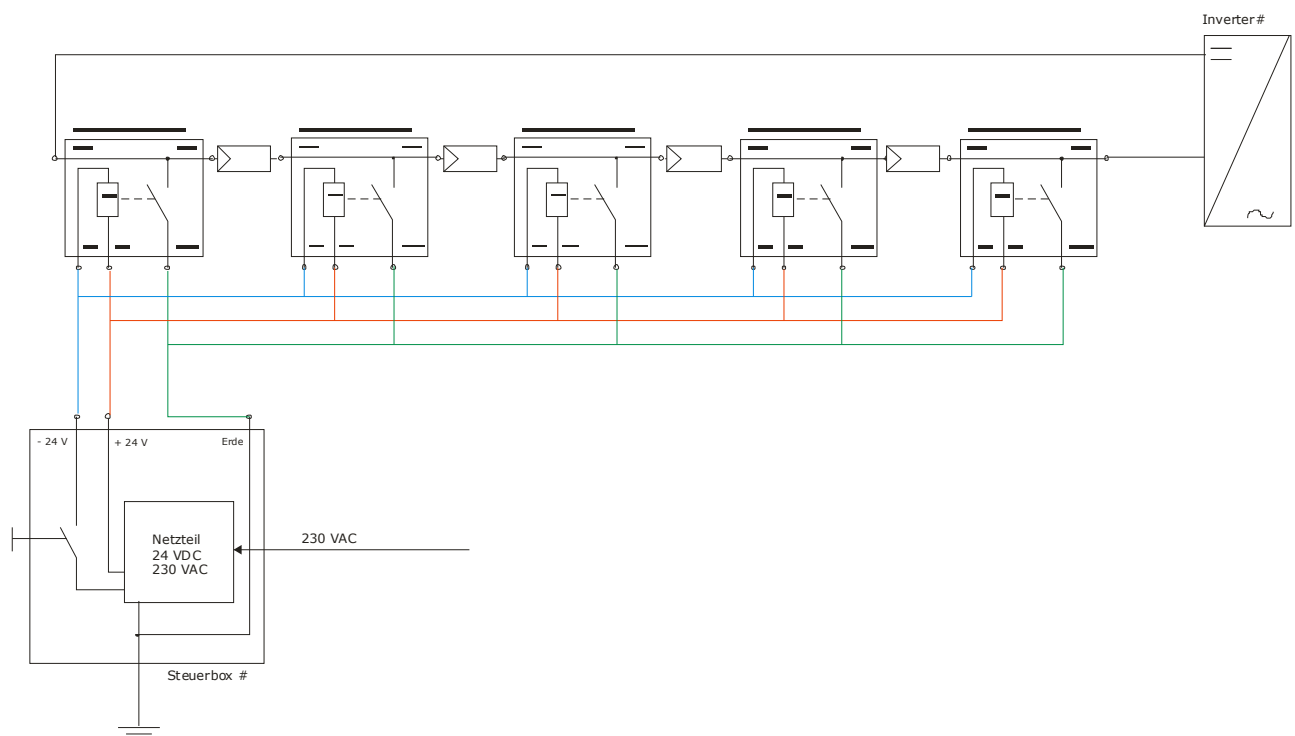 Inverter#
- 24 V
+ 24 V
Erde
Netzteil
24 VDC
230 VAC
230 VAC
Steuerbox #